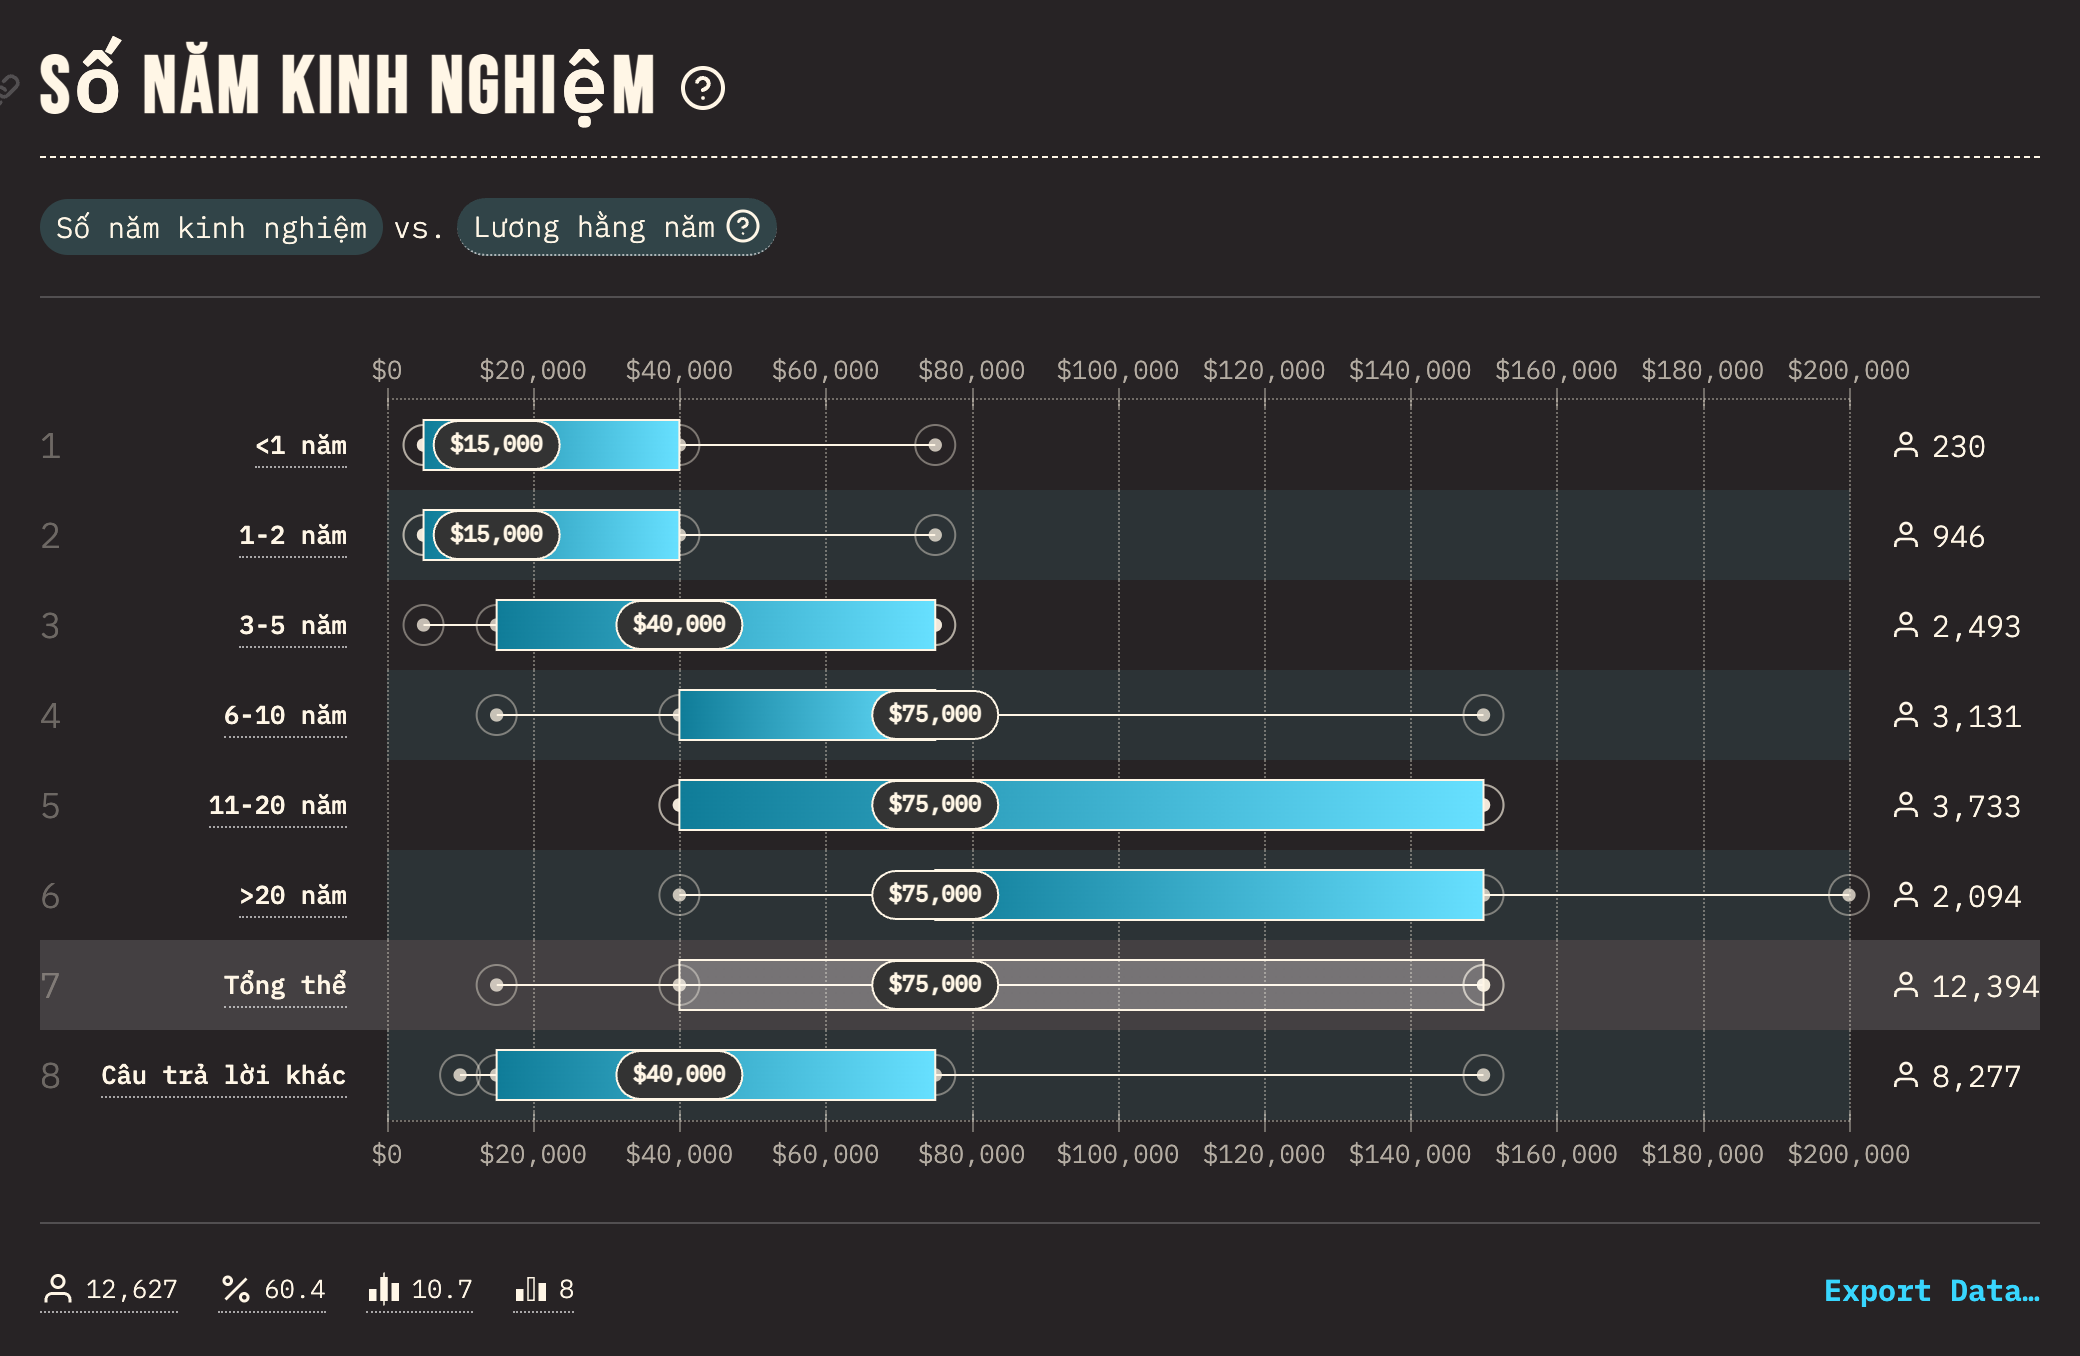 Số NĂM KINH NGHIỆM
Số năm kinh nghiệm vs. Lương hằng năm
$0 $20,000 $40,000 $60,000 $80,000 $100,000 $120,000 $140,000 $160,000 $180,000 $200,000
1 <1 năm $15,000 230
2 1-2 năm $15,000 946
3 3-5 năm $40,000 2,493
4 6-10 năm $75,000 3,131
5 11-20 năm $75,000 3,733
6 >20 năm $75,000 2,094
7 Tổng thể $75,000 12,394
8 Câu trả lời khác $40,000 8,277
$0 $20,000 $40,000 $60,000 $80,000 $100,000 $120,000 $140,000 $160,000 $180,000 $200,000
12,627 60.4 10.7 8 Export Data…